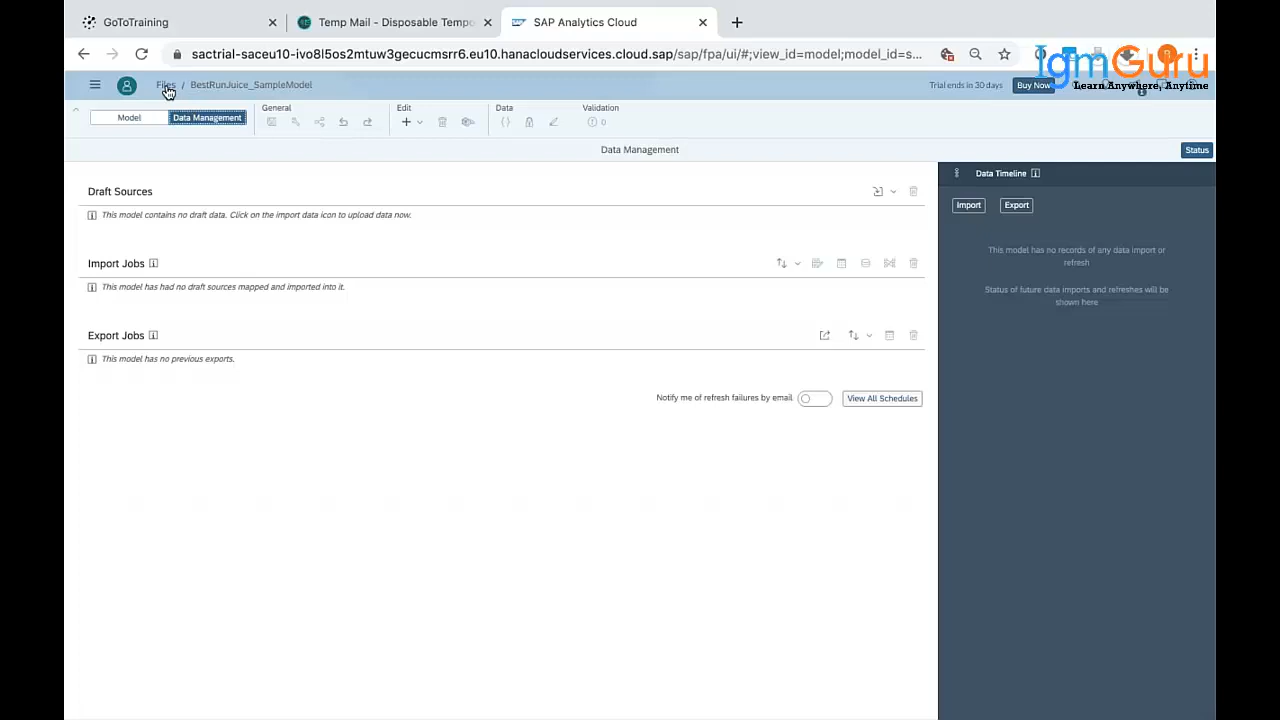 GoToTraining
Temp Mail - Disposable Tempo
SAP Analytics Cloud
sactrial-saceu10-ivo8l5os2mtuw3gecucmsrr6.eu10.hanacloudservices.cloud.sap/sap/fpa/ui/#;view_id=model;model_id=s...
IgmGuru
Learn Anywhere, Anytime
Files / BestRunJuice_SampleModel
Trial ends in 30 days
Buy Now
General
Edit
Data
Validation
Model
Data Management
0
Data Management
Status
Draft Sources
This model contains no draft data. Click on the import data icon to upload data now.
Import Jobs
This model has had no draft sources mapped and imported into it.
Export Jobs
This model has no previous exports.
Notify me of refresh failures by email
View All Schedules
Data Timeline
Import
Export
This model has no records of any data import or
refresh
Status of future data imports and refreshes will be
shown here